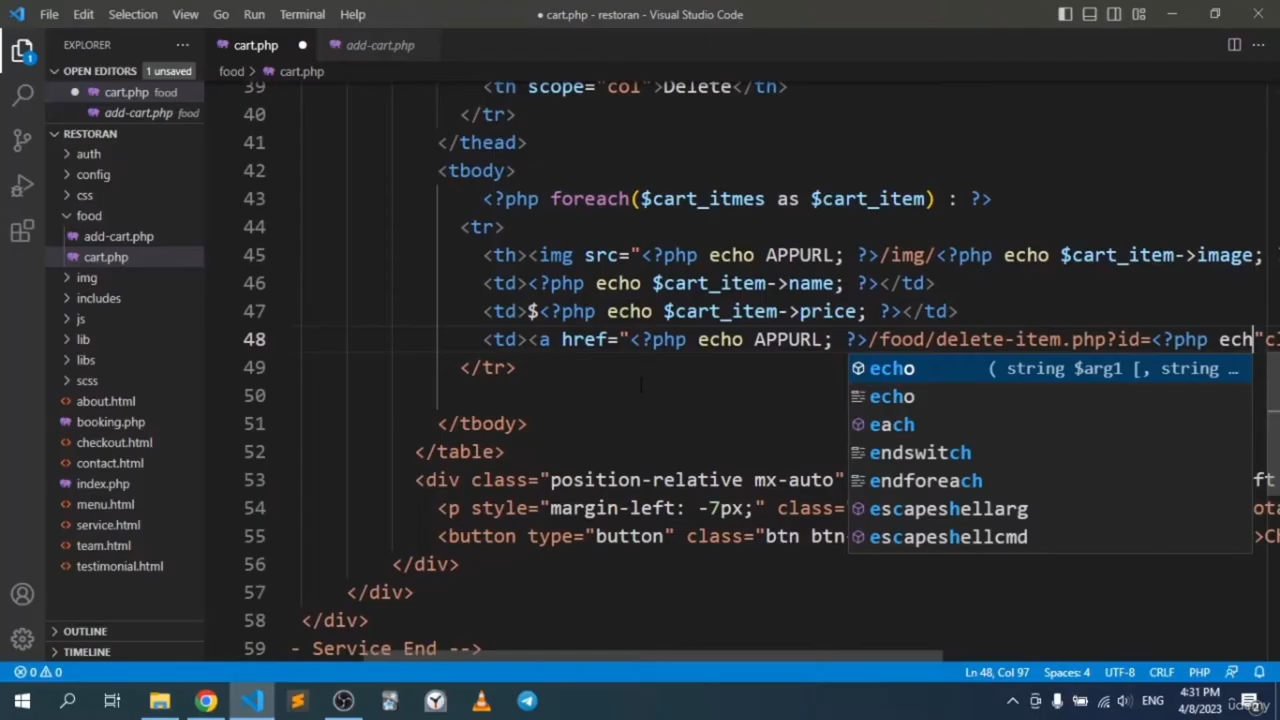 File Edit Selection View Go Run Terminal Help
● cart.php - restoran - Visual Studio Code
EXPLORER
cart.php
add-cart.php
OPEN EDITORS 1 unsaved
food > cart.php
cart.php food
add-cart.php food
RESTORAN
auth
config
css
food
add-cart.php
cart.php
img
includes
js
lib
libs
scss
about.html
booking.php
checkout.html
contact.html
index.php
menu.html
service.html
team.html
testimonial.html
OUTLINE
TIMELINE
39 <th scope="col">Delete</th>
40 </tr>
41 </thead>
42 <tbody>
43 <?php foreach($cart_itmes as $cart_item) : ?>
44 <tr>
45 <th><img src="<?php echo APPURL; ?>/img/<?php echo $cart_item->image;
46 <td><?php echo $cart_item->name; ?></td>
47 <td>$<?php echo $cart_item->price; ?></td>
48 <td><a href="<?php echo APPURL; ?>/food/delete-item.php?id=<?php ech"cl
49 </tr>
50
51 </tbody>
52 </table>
53 <div class="position-relative mx-auto"
54 <p style="margin-left: -7px;" class=
55 <button type="button" class="btn btn
56 </div>
57 </div>
58 </div>
59 - Service End -->
echo ( string $arg1 [, string ...
echo
each
endswitch
endforeach
escapeshellarg
escapeshellcmd
0 0
Ln 48, Col 97 Spaces: 4 UTF-8 CRLF PHP
ENG
4:31 PM
4/8/2023
udemy